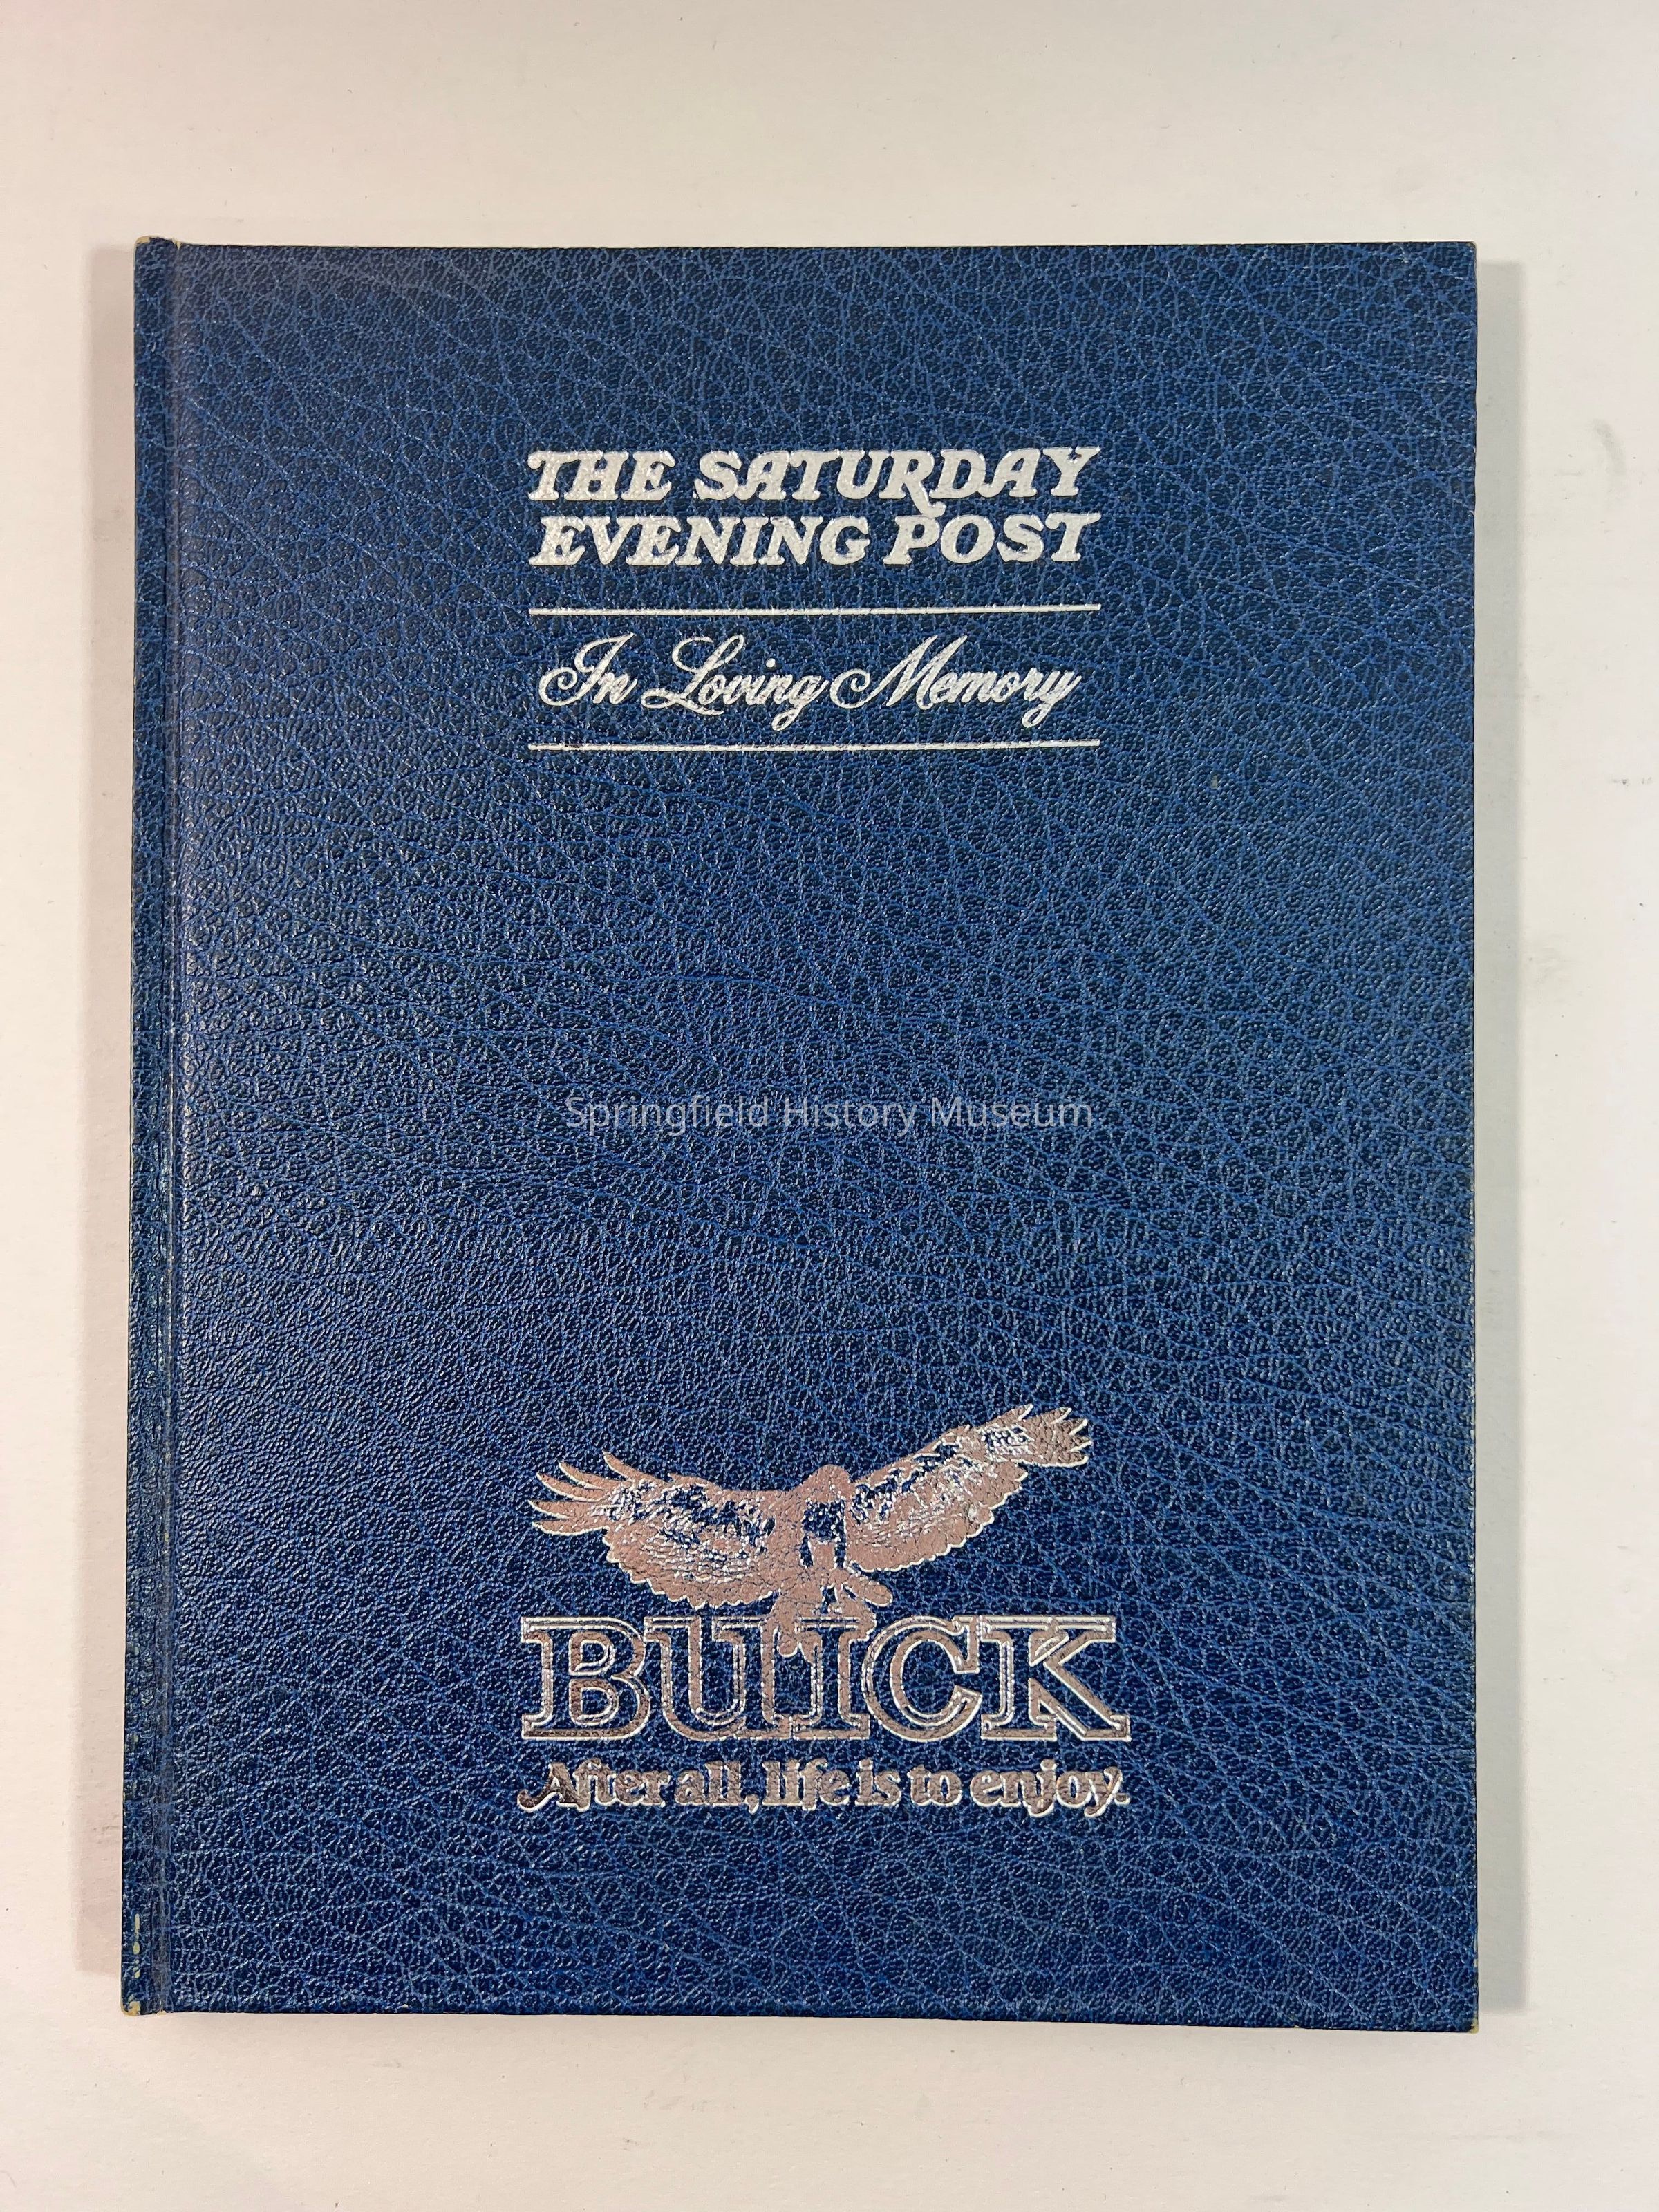 THE SATURDAY
EVENING POST
In Loving Memory
Springfield History Museum
BUICK
After all, life is to enjoy.